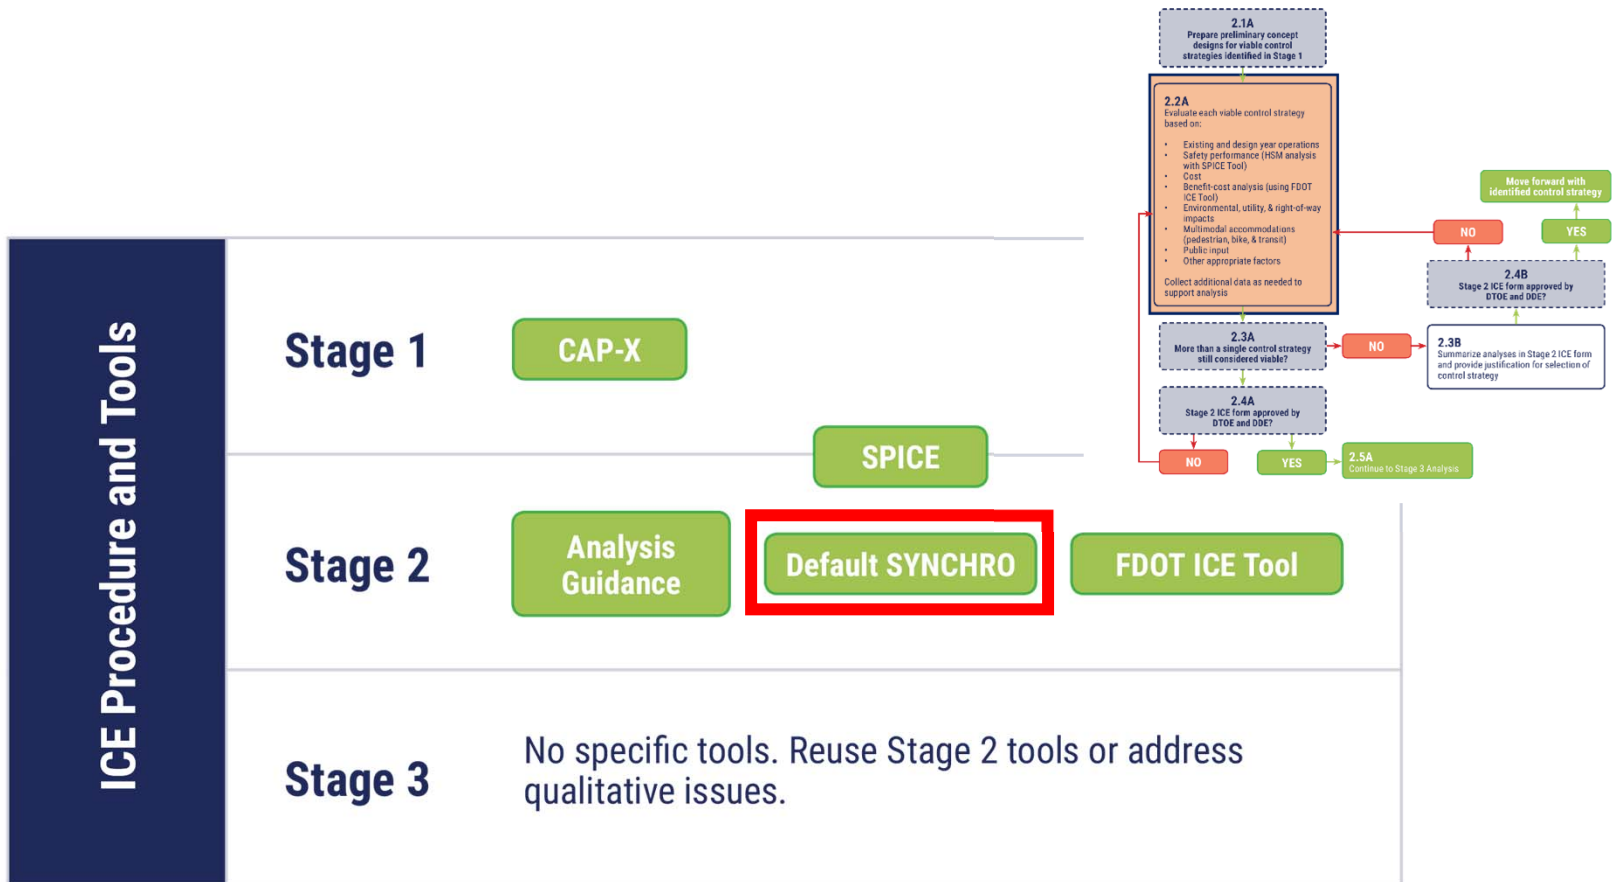 ICE Procedure and Tools
Stage 1
CAP-X
SPICE
Stage 2
Analysis
Guidance
Default SYNCHRO
FDOT ICE Tool
Stage 3
No specific tools. Reuse Stage 2 tools or address
qualitative issues.
2.1A
Prepare preliminary concept
designs for viable control
strategies identified in Stage 1
2.2A
Evaluate each viable control strategy
based on:
• Existing and design year operations
• Safety performance (HSM analysis
with SPICE Tool)
• Cost
• Benefit-cost analysis (using FDOT
ICE Tool)
• Environmental, utility, & right-of-way
impacts
• Multimodal accommodations
(pedestrian, bike, & transit)
• Public input
• Other appropriate factors
Collect additional data as needed to
support analysis
2.3A
More than a single control strategy
still considered viable?
NO
2.3B
Summarize analyses in Stage 2 ICE form
and provide justification for selection of
control strategy
2.4B
Stage 2 ICE form approved by
DTOE and DDE?
NO
YES
Move forward with
identified control strategy
2.4A
Stage 2 ICE form approved by
DTOE and DDE?
NO
YES
2.5A
Continue to Stage 3 Analysis